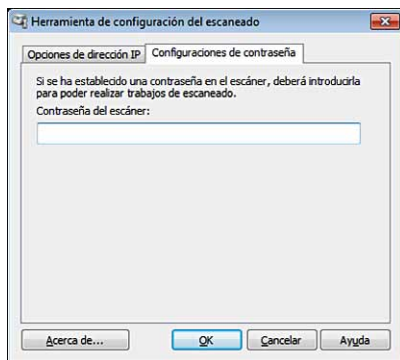 Herramienta de configuración del escaneado
Opciones de dirección IP
Configuraciones de contraseña
Si se ha establecido una contraseña en el escáner, deberá introducirla
para poder realizar trabajos de escaneado.
Contraseña del escáner:
Acerca de...
OK
Cancelar
Ayuda